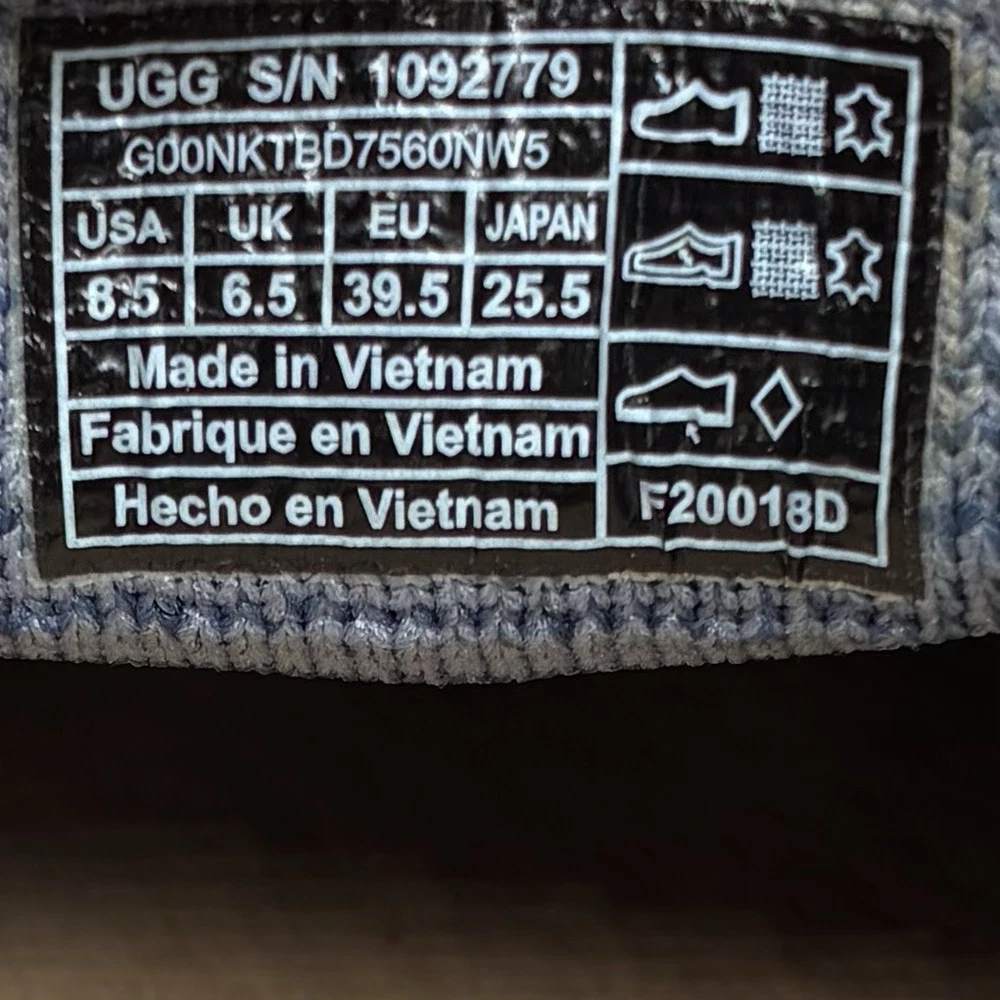 UGG S/N 1092779
G00NKTBD7560NW5
USA UK EU JAPAN
8.5 6.5 39.5 25.5
Made in Vietnam
Fabrique en Vietnam
Hecho en Vietnam
F20018D